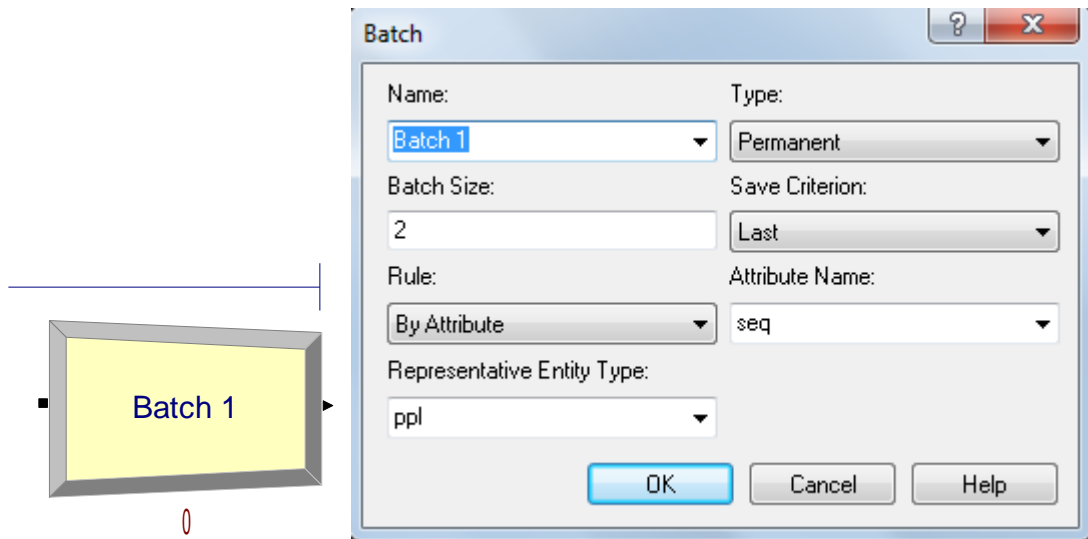 Batch
Name: Type:
Batch 1 Permanent
Batch Size: Save Criterion:
2 Last
Rule: Attribute Name:
By Attribute seq
Representative Entity Type:
ppl
OK Cancel Help
Batch 1
0